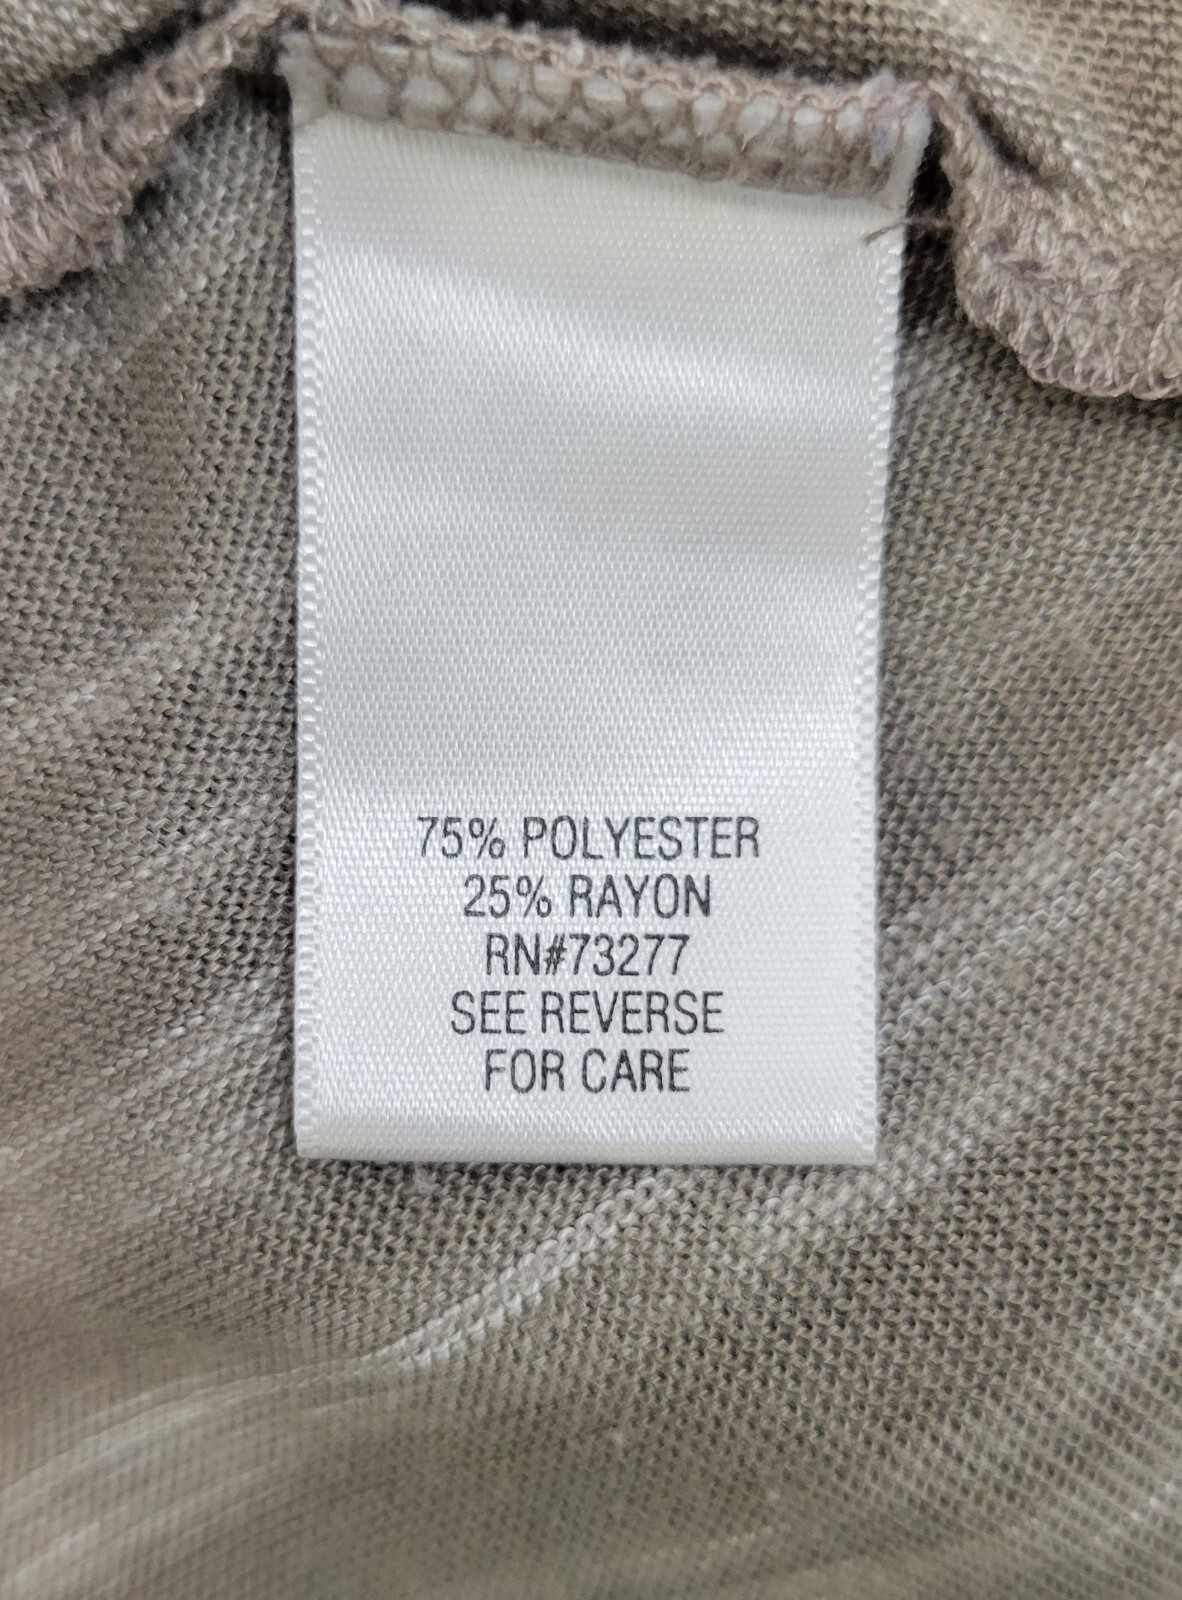 75% POLYESTER
25% RAYON
RN#73277
SEE REVERSE
FOR CARE